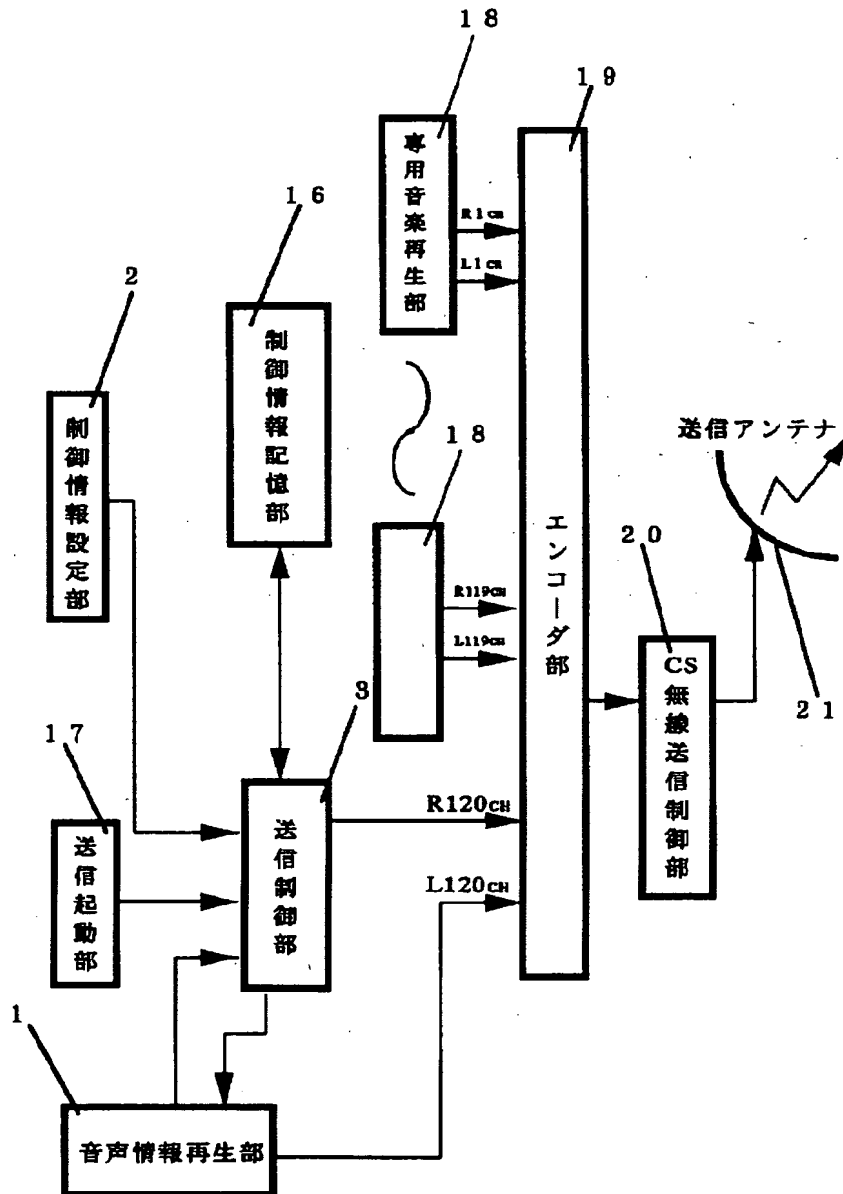 18
19
専用音楽再生部
R1CH
L1CH
16
制御情報記憶部
2
制御情報設定部
18
送信アンテナ
R119CH
L119CH
エンコーダ部
20
CS
無線送信制御部
21
3
17
送信起動部
送信制御部
R120CH
L120CH
1
音声情報再生部